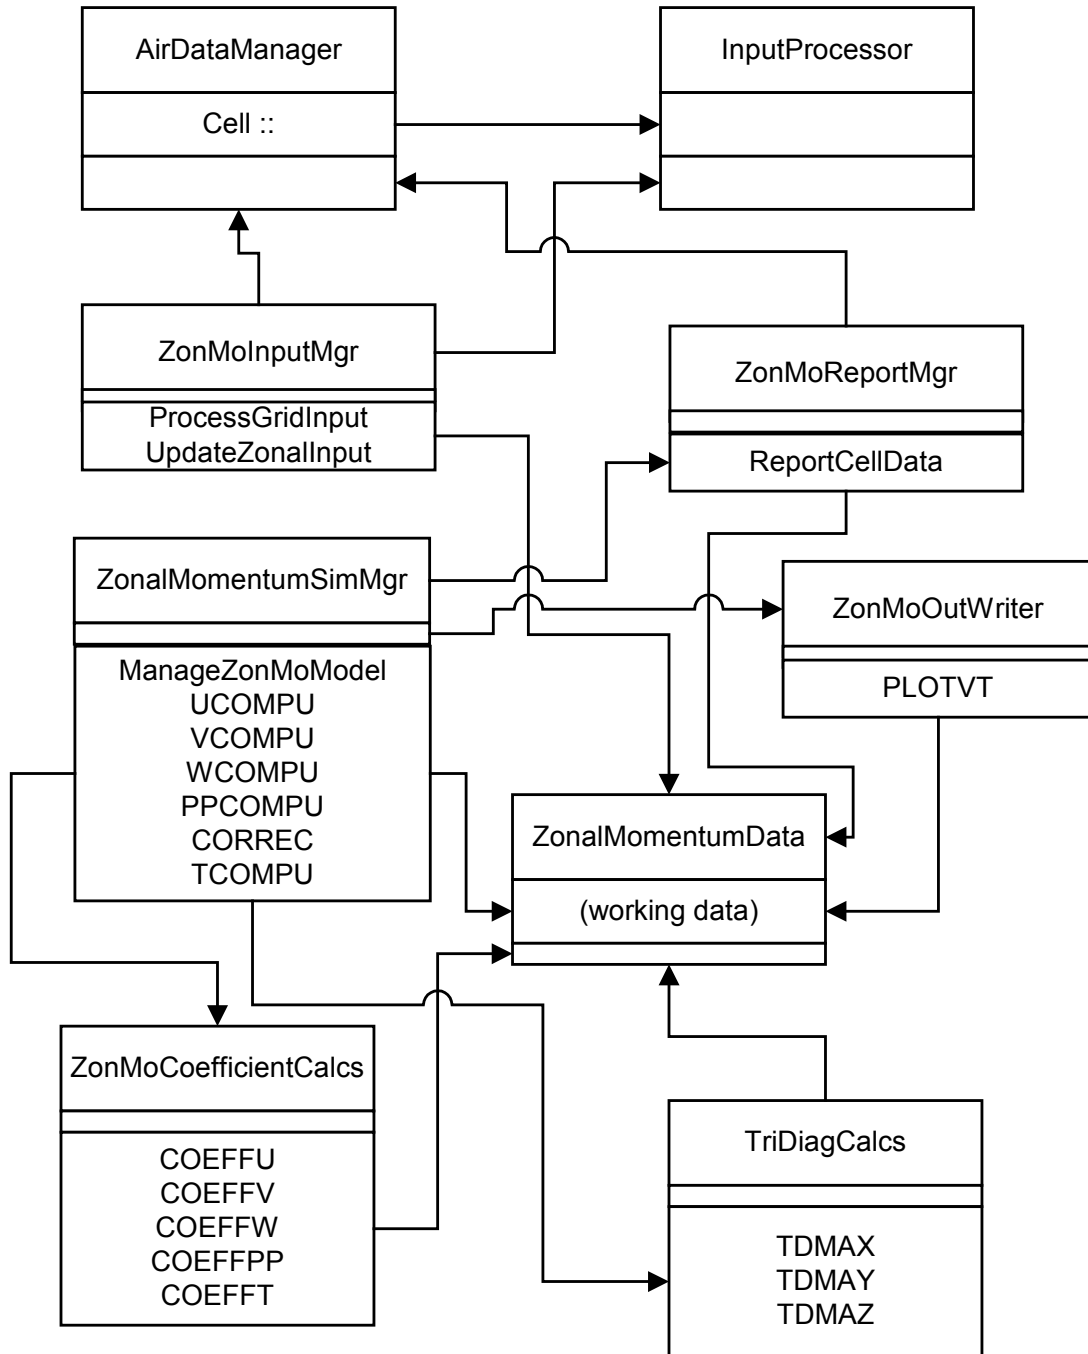 AirDataManager
InputProcessor
Cell ::
ZonMoInputMgr
ZonMoReportMgr
ProcessGridInput
UpdateZonalInput
ReportCellData
ZonalMomentumSimMgr
ZonMoOutWriter
ManageZonMoModel
UCOMPU
VCOMPU
WCOMPU
PPCOMPU
CORREC
TCOMPU
PLOTVT
ZonalMomentumData
(working data)
ZonMoCoefficientCalcs
COEFFU
COEFFV
COEFFW
COEFFPP
COEFFT
TriDiagCalcs
TDMAX
TDMAY
TDMAZ